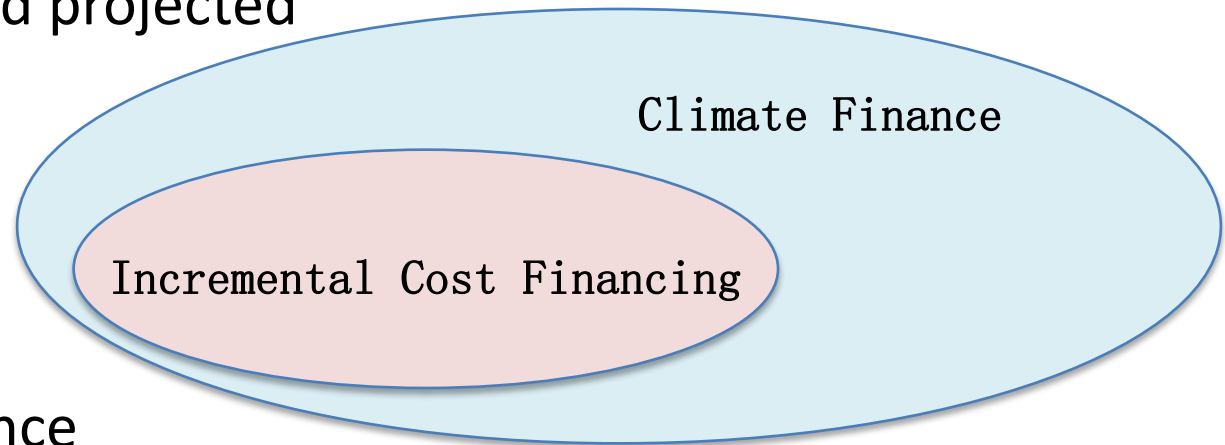 d projected
Climate Finance
Incremental Cost Financing
nce